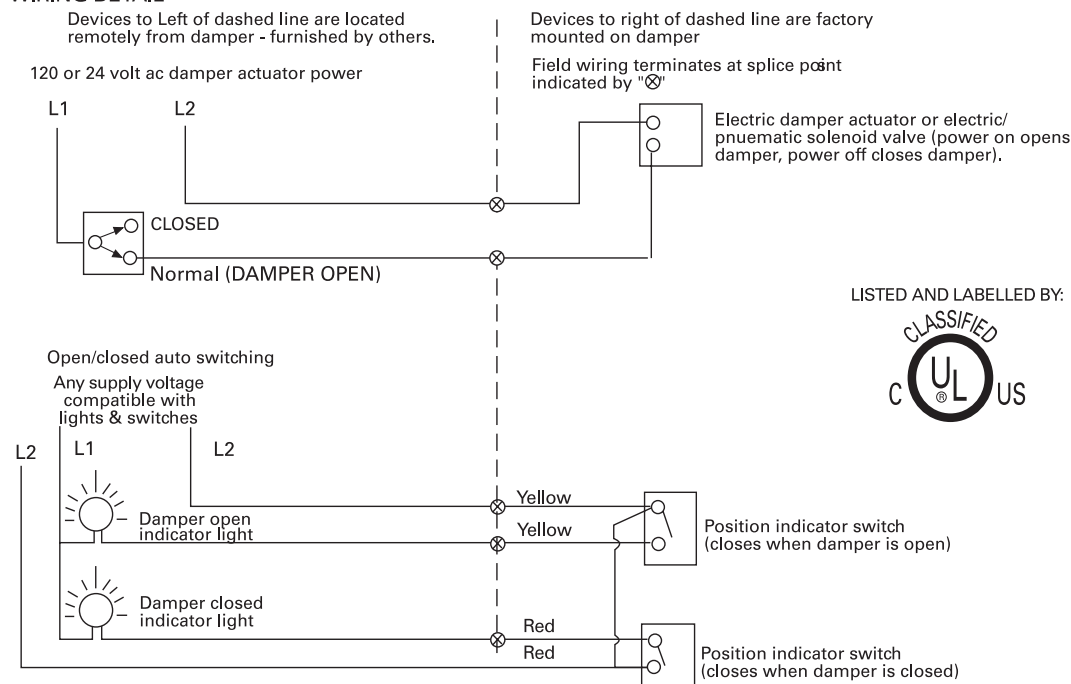 WIRING DETAIL
Devices to Left of dashed line are located
remotely from damper - furnished by others.
Devices to right of dashed line are factory
mounted on damper
Field wiring terminates at splice point
indicated by "⊗"
120 or 24 volt ac damper actuator power
L1
L2
Electric damper actuator or electric/
pnuematic solenoid valve (power on opens
damper, power off closes damper).
CLOSED
Normal (DAMPER OPEN)
LISTED AND LABELLED BY:
CLASSIFIED
C
UL
®
US
Open/closed auto switching
Any supply voltage
compatible with
lights & switches
L2
L1
L2
Yellow
Damper open
indicator light
Yellow
Position indicator switch
(closes when damper is open)
Damper closed
indicator light
Red
Red
Position indicator switch
(closes when damper is closed)